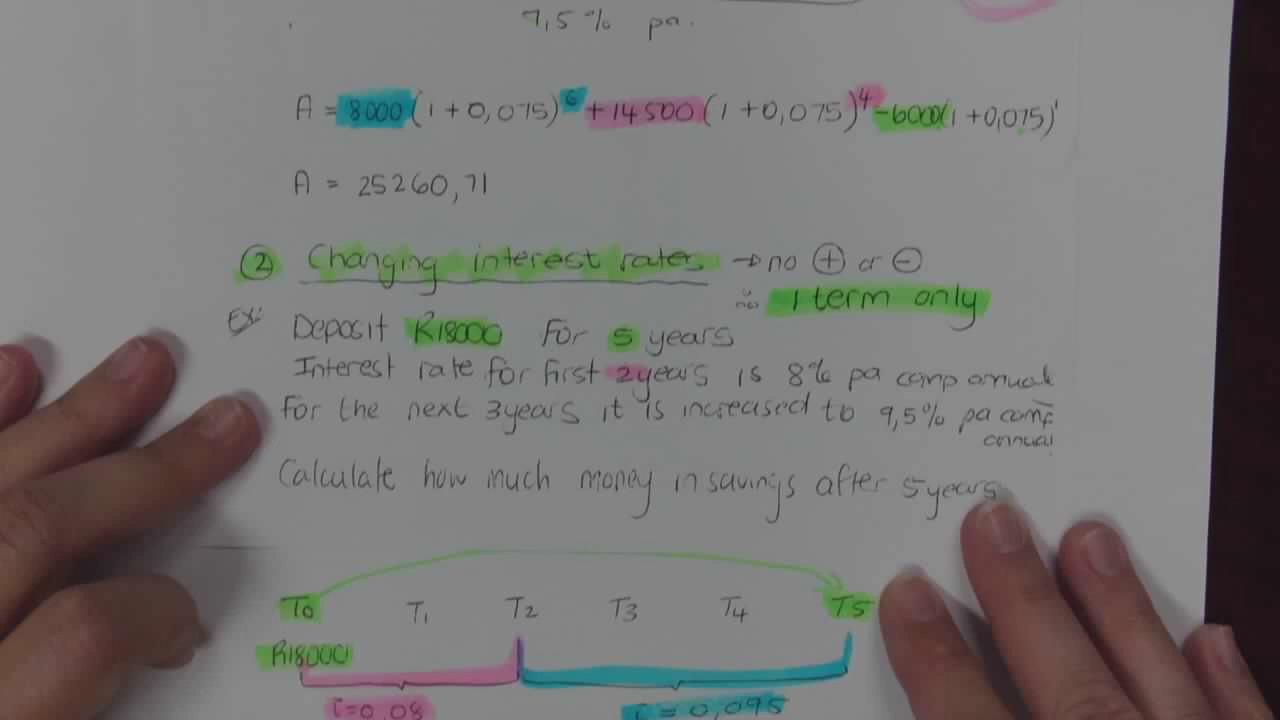 7,5% pa.
A = 8000(1+0,075)⁶ +14500(1+0,075)⁴ -6000(1+0,075)¹
A = 25260,71
② Changing interest rates → no ⊕ or ⊖
∴ 1 term only
Ex: Deposit R18000 for 5 years
Interest rate for first 2 years is 8% pa comp annual
For the next 3 years it is increased to 9,5% pa comp
annual
Calculate how much money in savings after 5 years
T0 T1 T2 T3 T4 T5
R18000
i=0,08 i = 0,095